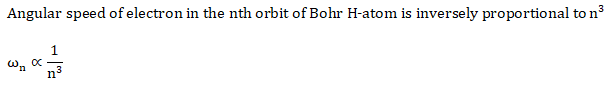 Angular speed of electron in the nth orbit of Bohr H-atom is inversely proportional to n³
ωₙ ∝ 1/n³